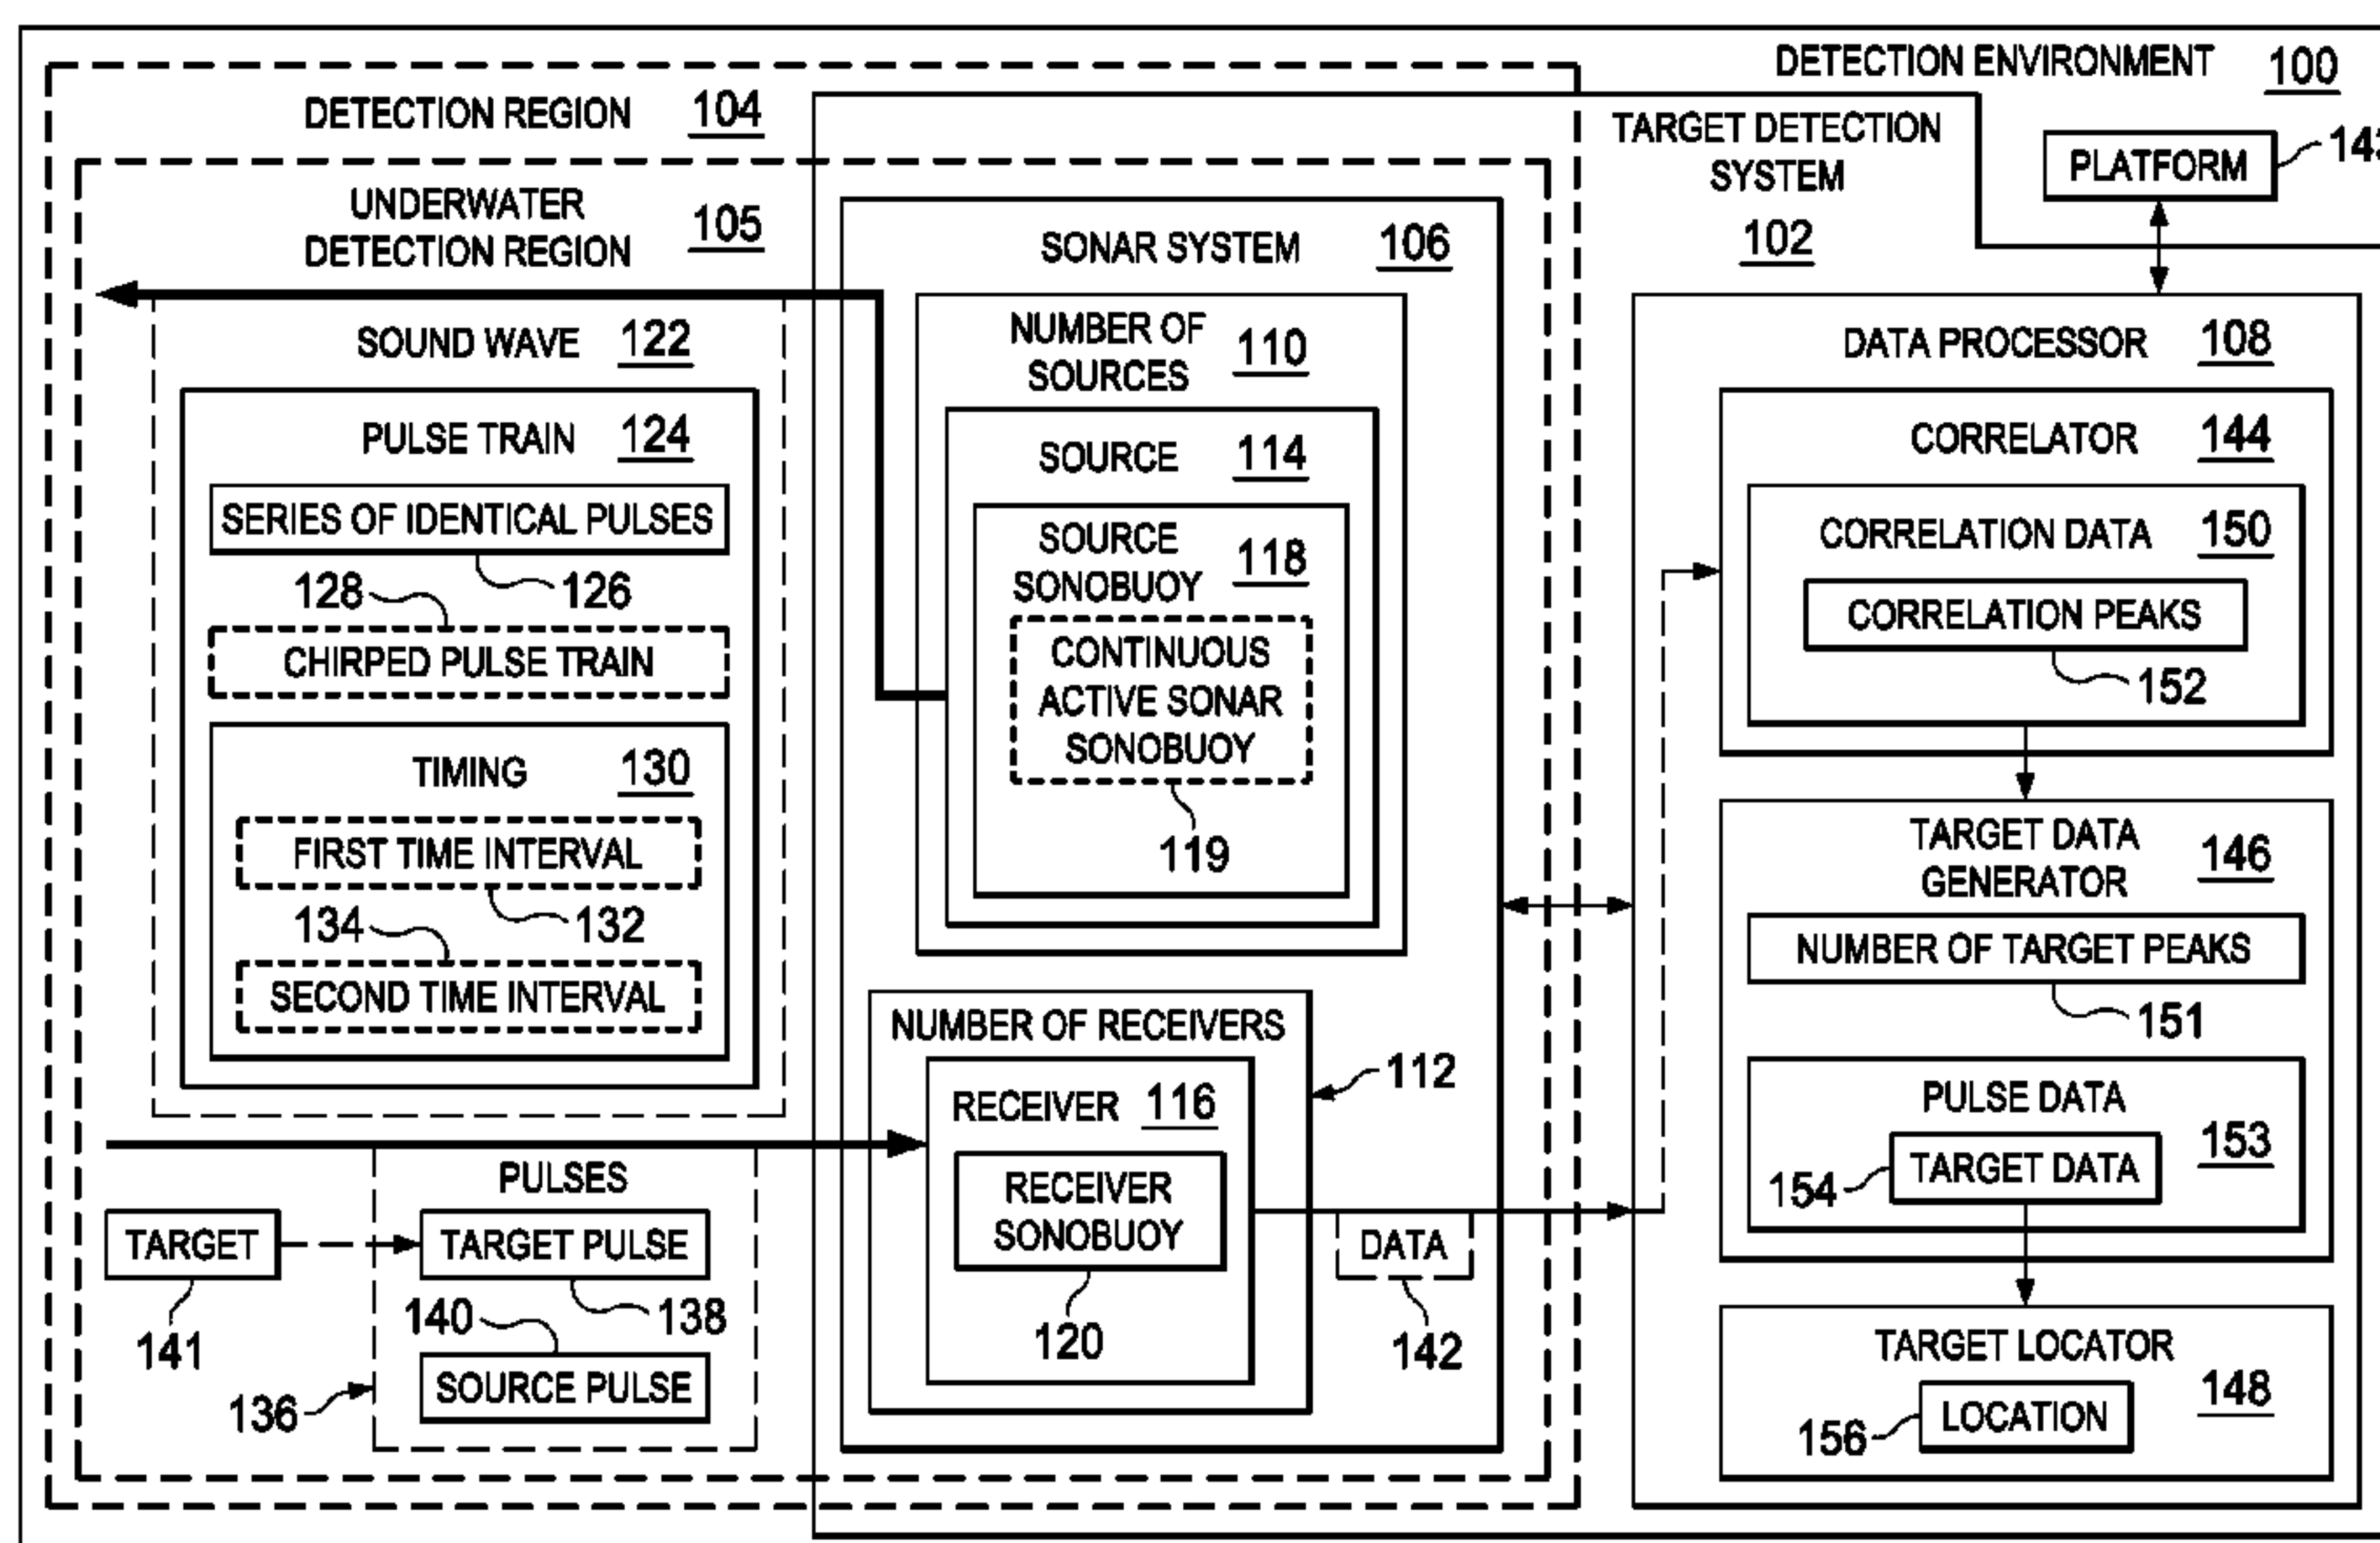 DETECTION ENVIRONMENT 100
DETECTION REGION 104
TARGET DETECTION
SYSTEM
102
PLATFORM
UNDERWATER
DETECTION REGION 105
SONAR SYSTEM 106
SOUND WAVE 122
PULSE TRAIN 124
SERIES OF IDENTICAL PULSES
126
128
CHIRPED PULSE TRAIN
TIMING 130
FIRST TIME INTERVAL
132
134
SECOND TIME INTERVAL
NUMBER OF
SOURCES 110
SOURCE 114
SOURCE
SONOBUOY 118
CONTINUOUS
ACTIVE SONAR
SONOBUOY
119
NUMBER OF RECEIVERS
112
RECEIVER 116
RECEIVER
SONOBUOY
120
PULSES
TARGET
141
TARGET PULSE
138
140
SOURCE PULSE
136
DATA
142
DATA PROCESSOR 108
CORRELATOR 144
CORRELATION DATA 150
CORRELATION PEAKS
152
TARGET DATA
GENERATOR 146
NUMBER OF TARGET PEAKS
151
PULSE DATA
153
154 TARGET DATA
TARGET LOCATOR
148
156 LOCATION